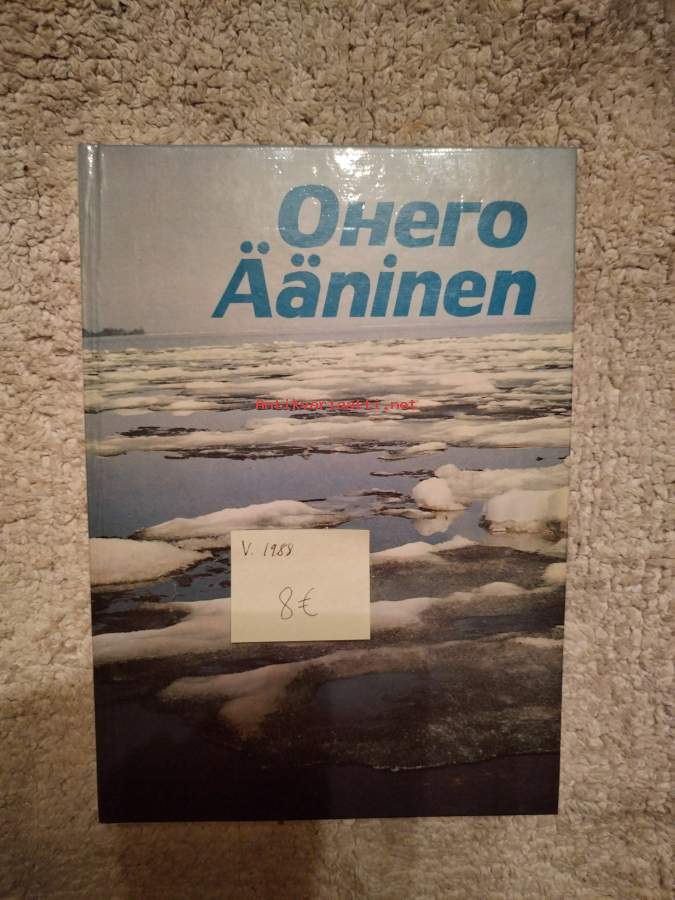 Онего
Ääninen
antikvariaatti.net
V. 1988
8€